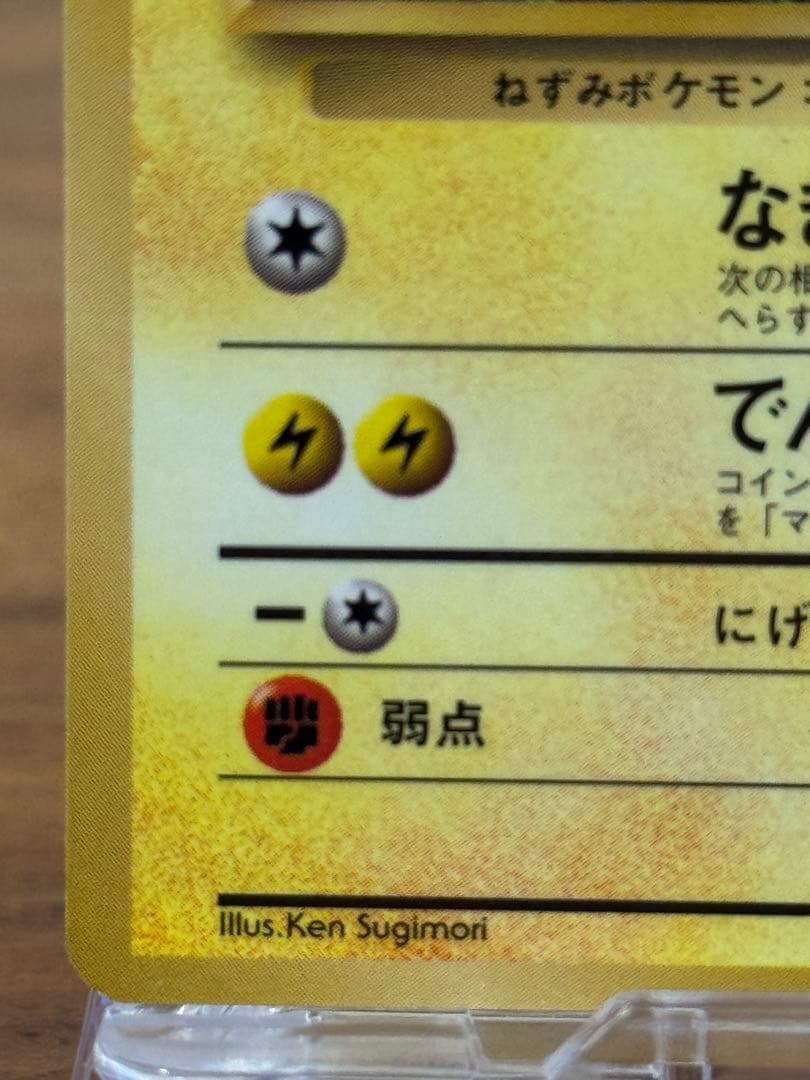 ねずみポケモン
な
次の相
へらす
で
コイン
を「マ
にげ
弱点
Illus.Ken Sugimori